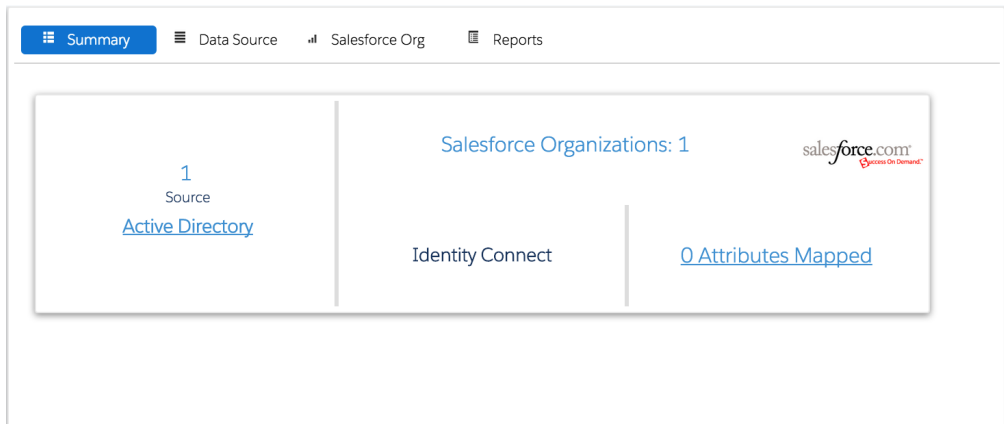 Summary
Data Source
Salesforce Org
Reports
1
Source
Active Directory
Salesforce Organizations: 1
salesforce.com
Success On Demand.™
Identity Connect
0 Attributes Mapped